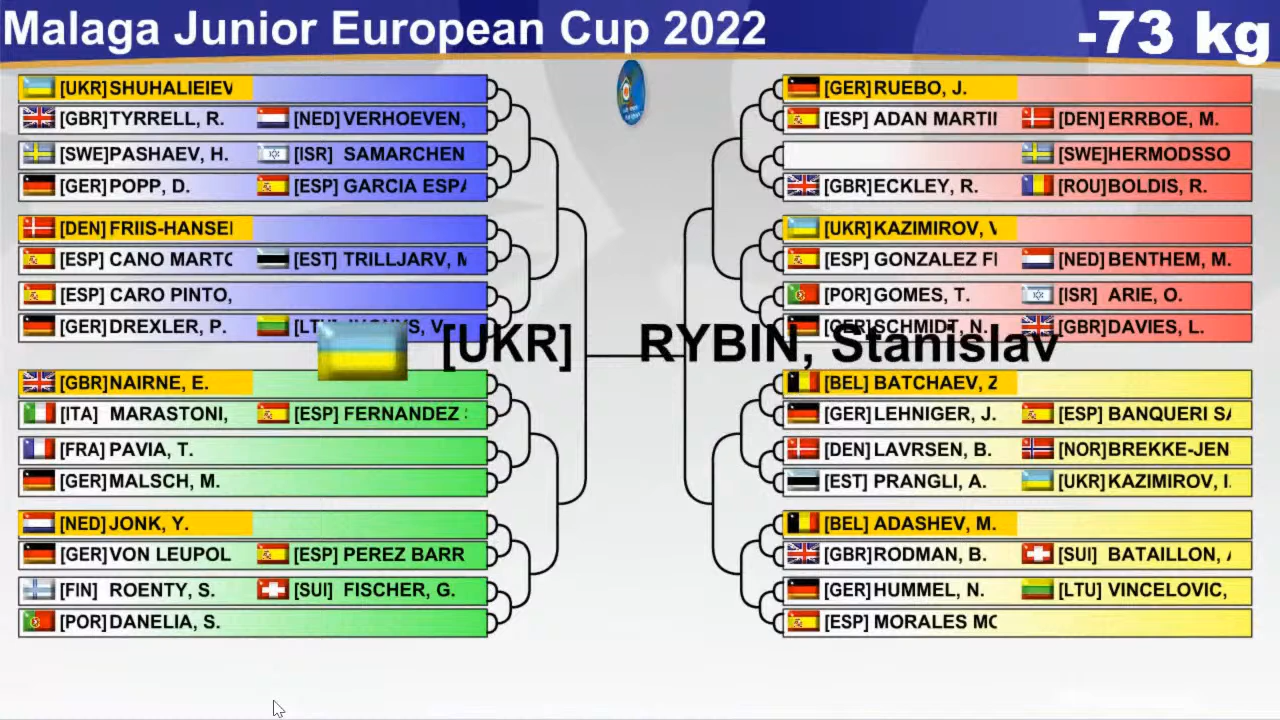 Malaga Junior European Cup 2022
-73 kg
[UKR] SHUHALIEIEV
[GBR] TYRRELL, R. [NED] VERHOEVEN,
[SWE] PASHAEV, H. [ISR] SAMARCHEN
[GER] POPP, D. [ESP] GARCIA ESPA
[DEN] FRIIS-HANSEI
[ESP] CANO MARTC [EST] TRILLJARV, M
[ESP] CARO PINTO,
[GER] DREXLER, P. [LTU]
[GBR] NAIRNE, E.
[ITA] MARASTONI, [ESP] FERNANDEZ
[FRA] PAVIA, T.
[GER] MALSCH, M.
[NED] JONK, Y.
[GER] VON LEUPOL [ESP] PEREZ BARR
[FIN] ROENTY, S. [SUI] FISCHER, G.
[POR] DANELIA, S.
[UKR] RYBIN, Stanislav
[GER] RUEBO, J.
[ESP] ADAN MARTII [DEN] ERRBOE, M.
[SWE] HERMODSSO
[GBR] ECKLEY, R. [ROU] BOLDIS, R.
[UKR] KAZIMIROV, V
[ESP] GONZALEZ FI [NED] BENTHEM, M.
[POR] GOMES, T. [ISR] ARIE, O.
[GER] SCHMIDT, N. [GBR] DAVIES, L.
[BEL] BATCHAEV, Z
[GER] LEHNIGER, J. [ESP] BANQUERI SA
[DEN] LAVRSEN, B. [NOR] BREKKE-JEN
[EST] PRANGLI, A. [UKR] KAZIMIROV, I.
[BEL] ADASHEV, M.
[GBR] RODMAN, B. [SUI] BATAILLON,
[GER] HUMMEL, N. [LTU] VINCELOVIC,
[ESP] MORALES MC